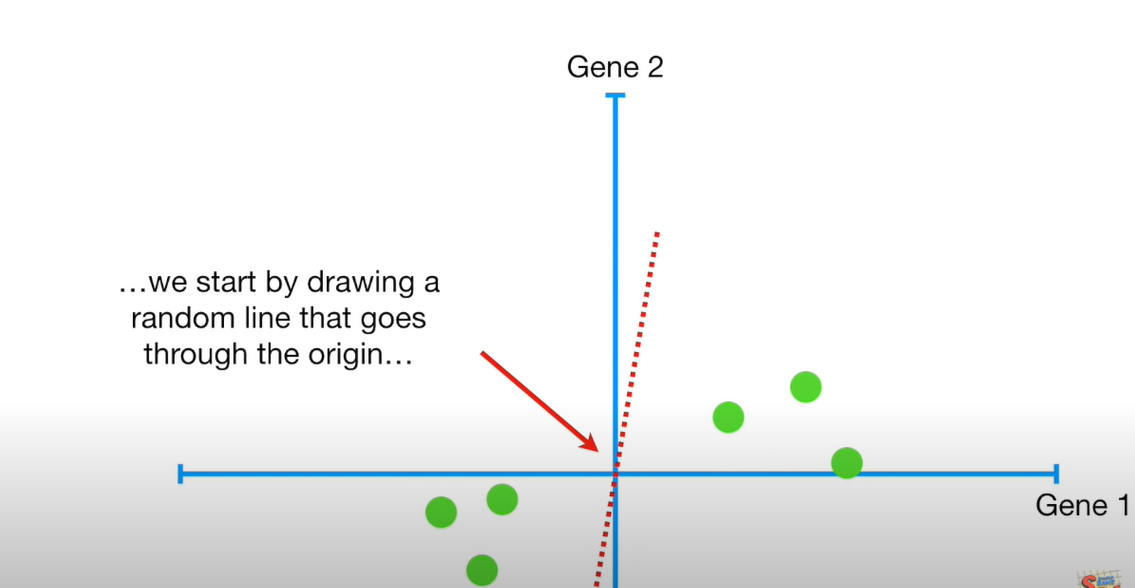 Gene 2
…we start by drawing a
random line that goes
through the origin…
Gene 1